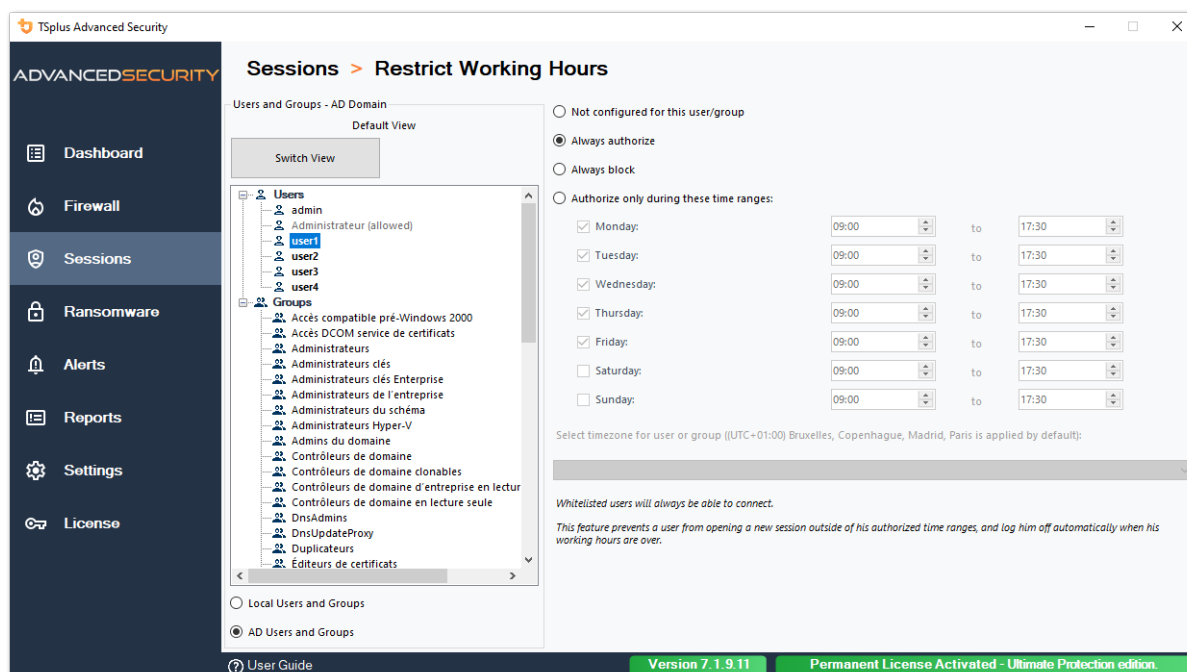 TSplus Advanced Security
ADVANCEDSECURITY
Dashboard
Firewall
Sessions
Ransomware
Alerts
Reports
Settings
License
Sessions > Restrict Working Hours
Users and Groups - AD Domain
Default View
Switch View
Users
admin
Administrateur (allowed)
user1
user2
user3
user4
Groups
Accès compatible pré-Windows 2000
Accès DCOM service de certificats
Administrateurs
Administrateurs clés
Administrateurs clés Enterprise
Administrateurs de l'entreprise
Administrateurs du schéma
Administrateurs Hyper-V
Admins du domaine
Contrôleurs de domaine
Contrôleurs de domaine clonables
Contrôleurs de domaine d'entreprise en lectur
Contrôleurs de domaine en lecture seule
DnsAdmins
DnsUpdateProxy
Duplicateurs
Éditeurs de certificats
Local Users and Groups
AD Users and Groups
Not configured for this user/group
Always authorize
Always block
Authorize only during these time ranges:
Monday: 09:00 to 17:30
Tuesday: 09:00 to 17:30
Wednesday: 09:00 to 17:30
Thursday: 09:00 to 17:30
Friday: 09:00 to 17:30
Saturday: 09:00 to 17:30
Sunday: 09:00 to 17:30
Select timezone for user or group ((UTC+01:00) Bruxelles, Copenhague, Madrid, Paris is applied by default):
Whitelisted users will always be able to connect.
This feature prevents a user from opening a new session outside of his authorized time ranges, and log him off automatically when his
working hours are over.
User Guide
Version 7.1.9.11
Permanent License Activated - Ultimate Protection edition.